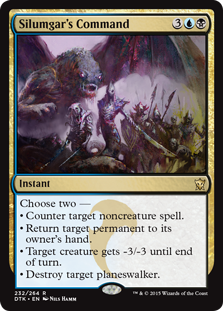 Silumgar's Command 3
Instant
Choose two —
• Counter target noncreature spell.
• Return target permanent to its
owner's hand.
• Target creature gets -3/-3 until end
of turn.
• Destroy target planeswalker.
232/264 R
DTK • EN Nils Hamm
™ & © 2015 Wizards of the Coast